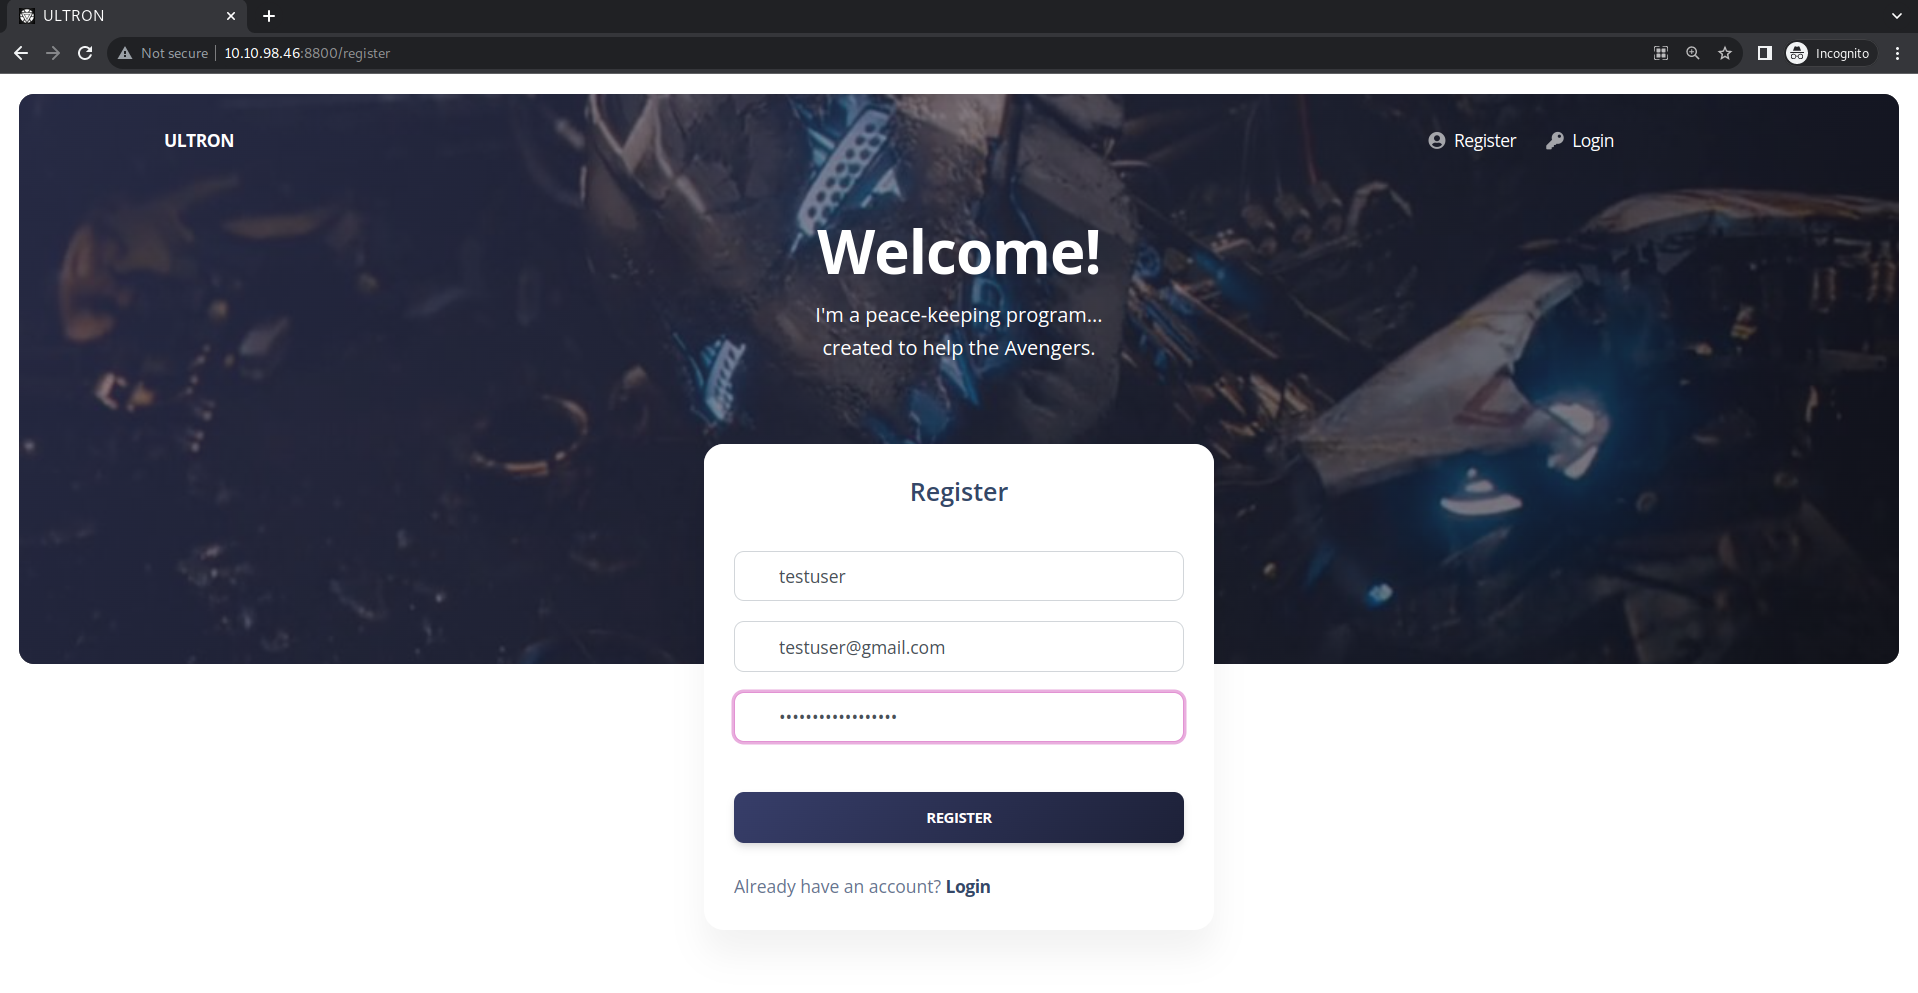 ULTRON
Not secure 10.10.98.46:8800/register Incognito
ULTRON Register Login
Welcome!
I'm a peace-keeping program...
created to help the Avengers.
Register
testuser
testuser@gmail.com
••••••••••••••••••
REGISTER
Already have an account? Login